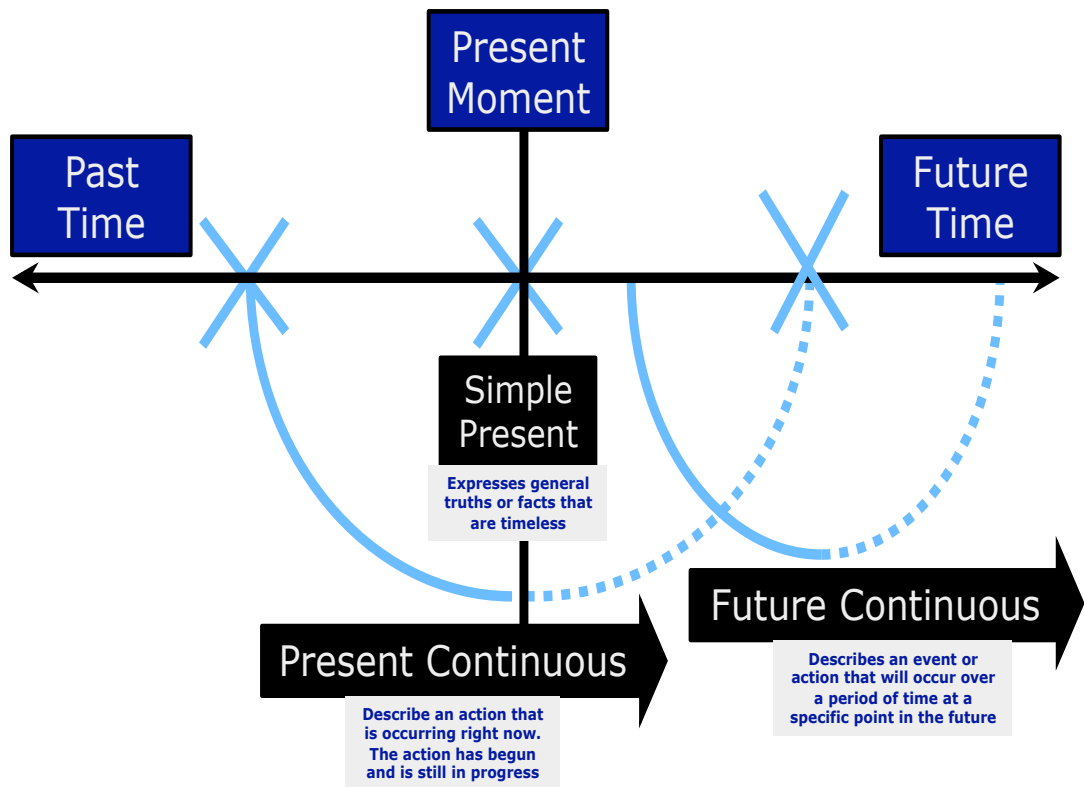 Present
Moment
Past
Time
Future
Time
Simple
Present
Expresses general
truths or facts that
are timeless
Future Continuous
Describes an event or
action that will occur over
a period of time at a
specific point in the future
Present Continuous
Describe an action that
is occurring right now.
The action has begun
and is still in progress